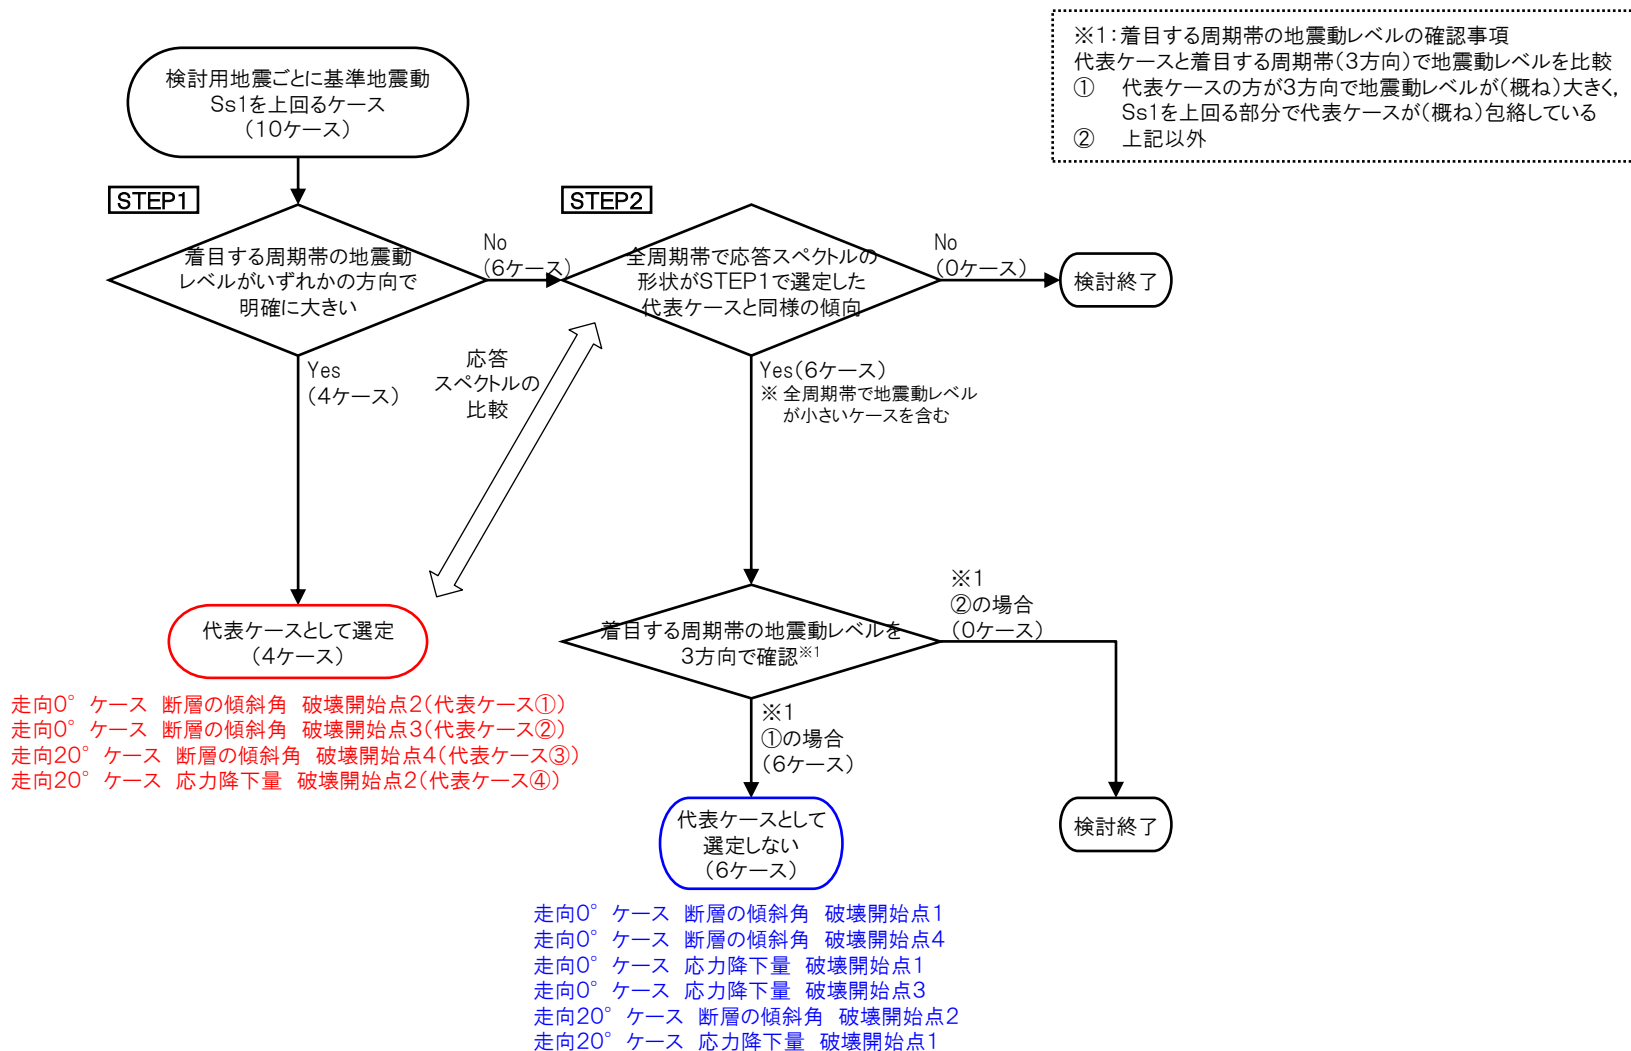 ※1：着目する周期帯の地震動レベルの確認事項
代表ケースと着目する周期帯（3方向）で地震動レベルを比較
①　代表ケースの方が3方向で地震動レベルが（概ね）大きく，
Ss1を上回る部分で代表ケースが（概ね）包絡している
②　上記以外
検討用地震ごとに基準地震動
Ss1を上回るケース
（10ケース）
STEP1
着目する周期帯の地震動
レベルがいずれかの方向で
明確に大きい
No
（6ケース）
STEP2
全周期帯で応答スペクトルの
形状がSTEP1で選定した
代表ケースと同様の傾向
No
（0ケース）
検討終了
Yes
（4ケース）
応答
スペクトルの
比較
Yes（6ケース）
※ 全周期帯で地震動レベル
が小さいケースを含む
代表ケースとして選定
（4ケース）
走向0°ケース　断層の傾斜角　破壊開始点2（代表ケース①）
走向0°ケース　断層の傾斜角　破壊開始点3（代表ケース②）
走向20°ケース　断層の傾斜角　破壊開始点4（代表ケース③）
走向20°ケース　応力降下量　破壊開始点2（代表ケース④）
着目する周期帯の地震動レベルを
3方向で確認※1
※1
②の場合
（0ケース）
検討終了
※1
①の場合
（6ケース）
代表ケースとして
選定しない
（6ケース）
走向0°ケース　断層の傾斜角　破壊開始点1
走向0°ケース　断層の傾斜角　破壊開始点4
走向0°ケース　応力降下量　破壊開始点1
走向0°ケース　応力降下量　破壊開始点3
走向20°ケース　断層の傾斜角　破壊開始点2
走向20°ケース　応力降下量　破壊開始点1